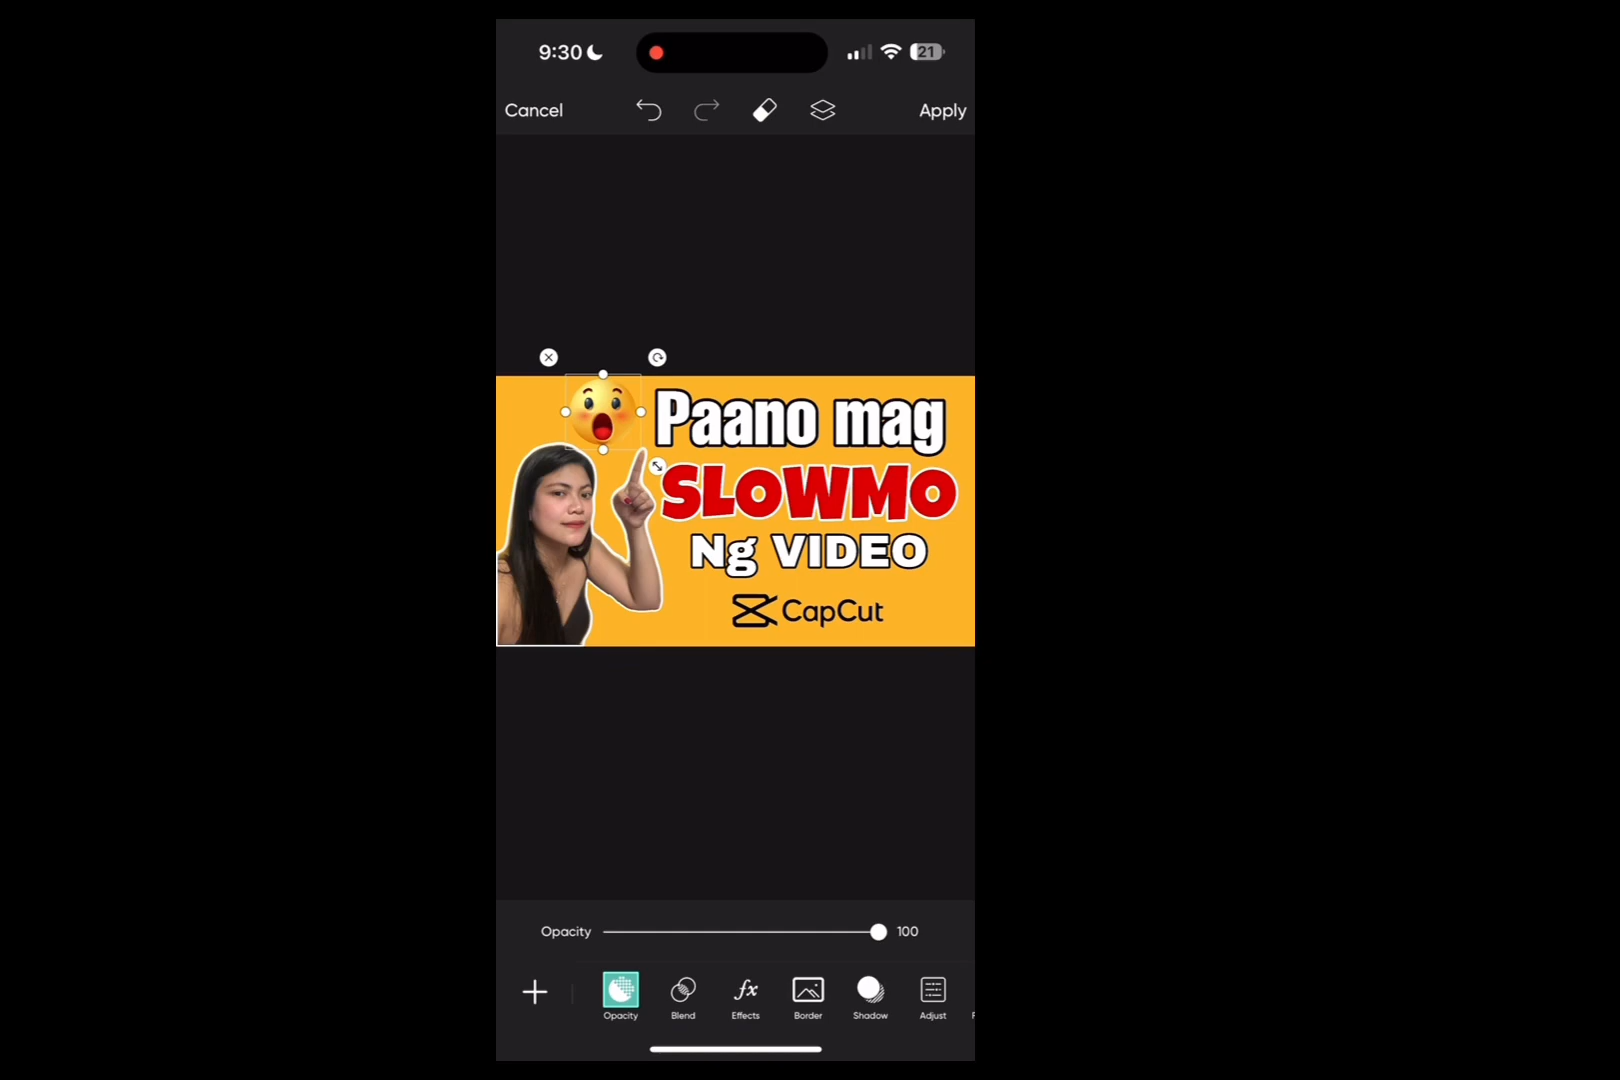 9:30
21
Cancel
Apply
Paano mag
SLOWMO
Ng VIDEO
CapCut
Opacity 100
Opacity Blend Effects Border Shadow Adjust F